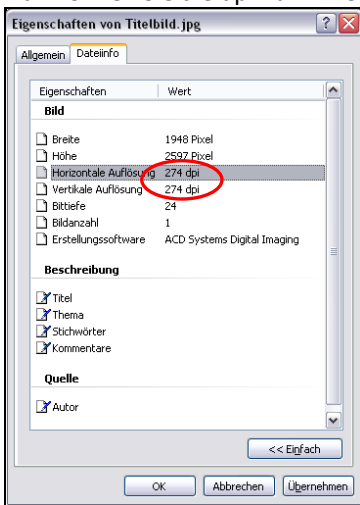 Eigenschaften von Titelbild.jpg
Allgemein Dateiinfo
Eigenschaften Wert
Bild
Breite 1948 Pixel
Höhe 2597 Pixel
Horizontale Auflösung 274 dpi
Vertikale Auflösung 274 dpi
Bittiefe 24
Bildanzahl 1
Erstellungssoftware ACD Systems Digital Imaging
Beschreibung
Titel
Thema
Stichwörter
Kommentare
Quelle
Autor
<< Einfach
OK Abbrechen Übernehmen